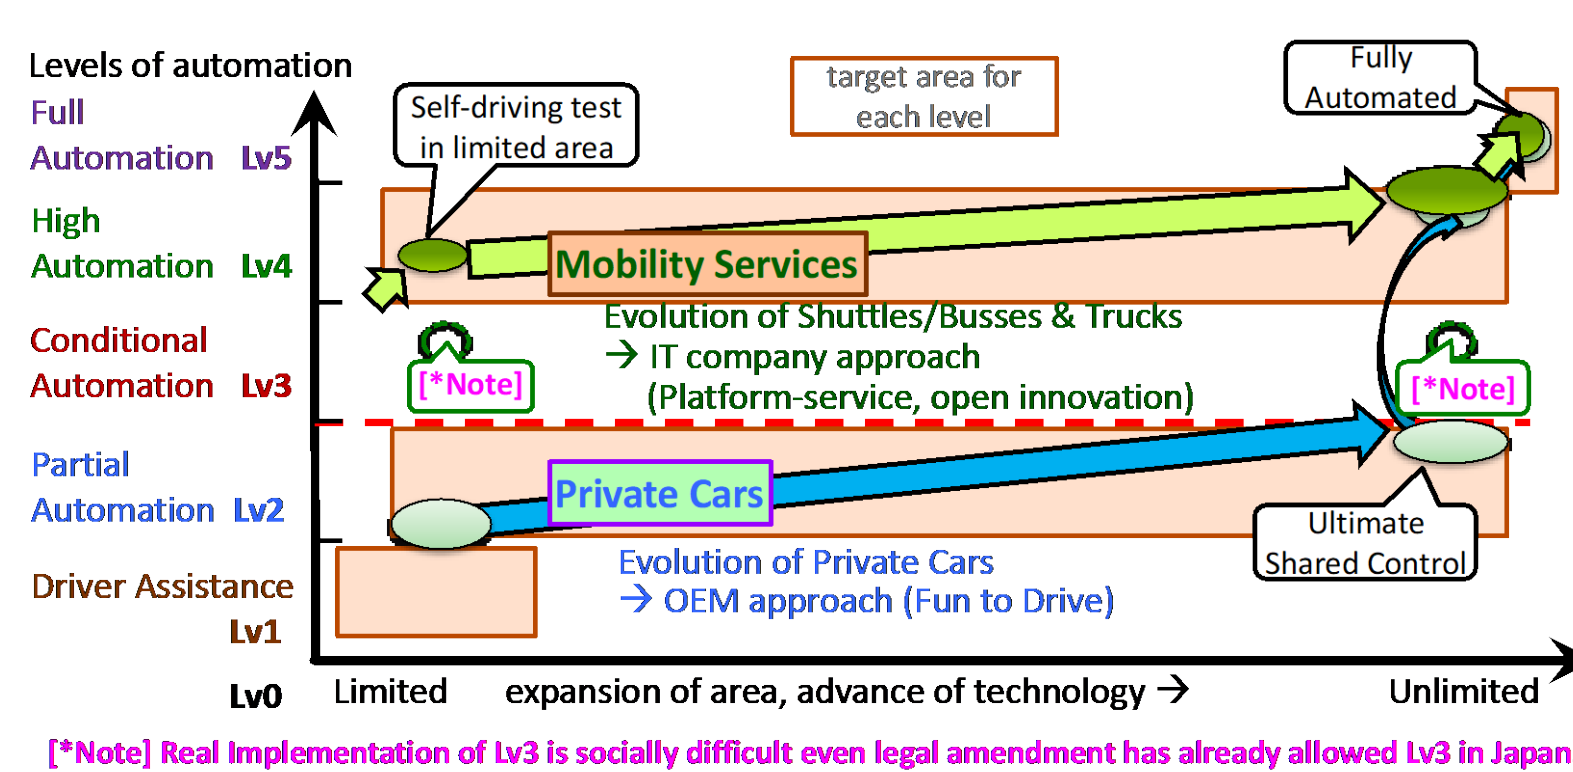 Levels of automation
Full
Automation Lv5
High
Automation Lv4
Conditional
Automation Lv3
Partial
Automation Lv2
Driver Assistance
Lv1
Lv0
Self-driving test
in limited area
target area for
each level
Fully
Automated
Mobility Services
Evolution of Shuttles/Busses & Trucks
→ IT company approach
(Platform-service, open innovation)
[*Note]
[*Note]
Private Cars
Ultimate
Shared Control
Evolution of Private Cars
→ OEM approach (Fun to Drive)
Limited expansion of area, advance of technology → Unlimited
[*Note] Real Implementation of Lv3 is socially difficult even legal amendment has already allowed Lv3 in Japan